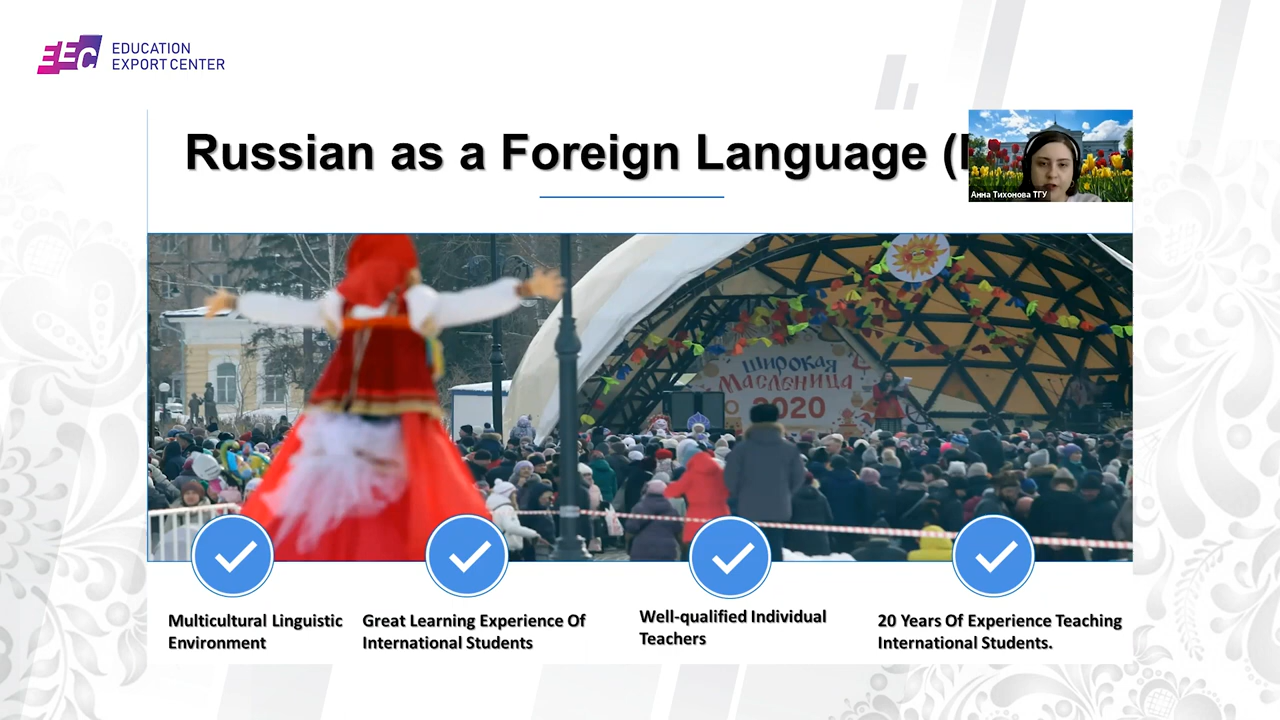 EEC
EDUCATION
EXPORT CENTER
Russian as a Foreign Language (
Анна Тихонова ТГУ
широкая
Масленица
2020
Multicultural Linguistic
Environment
Great Learning Experience Of
International Students
Well-qualified Individual
Teachers
20 Years Of Experience Teaching
International Students.